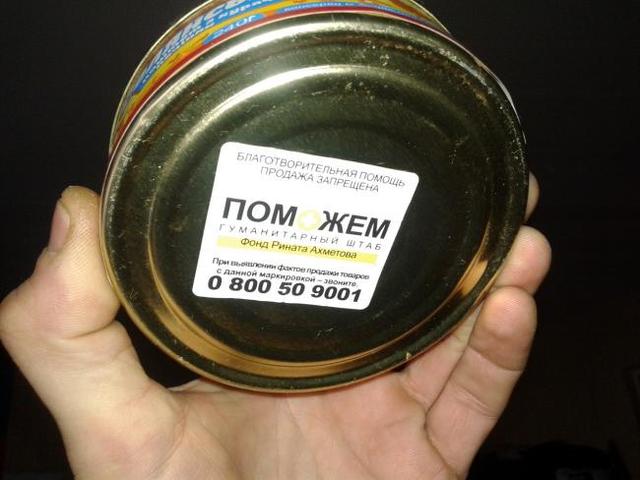 240г
БЛАГОТВОРИТЕЛЬНАЯ ПОМОЩЬ
ПРОДАЖА ЗАПРЕЩЕНА
ПОМОЖЕМ
ГУМАНИТАРНЫЙ ШТАБ
Фонд Рината Ахметова
При выявлении фактов продажи товаров
с данной маркировкой – звоните
0 800 50 9001